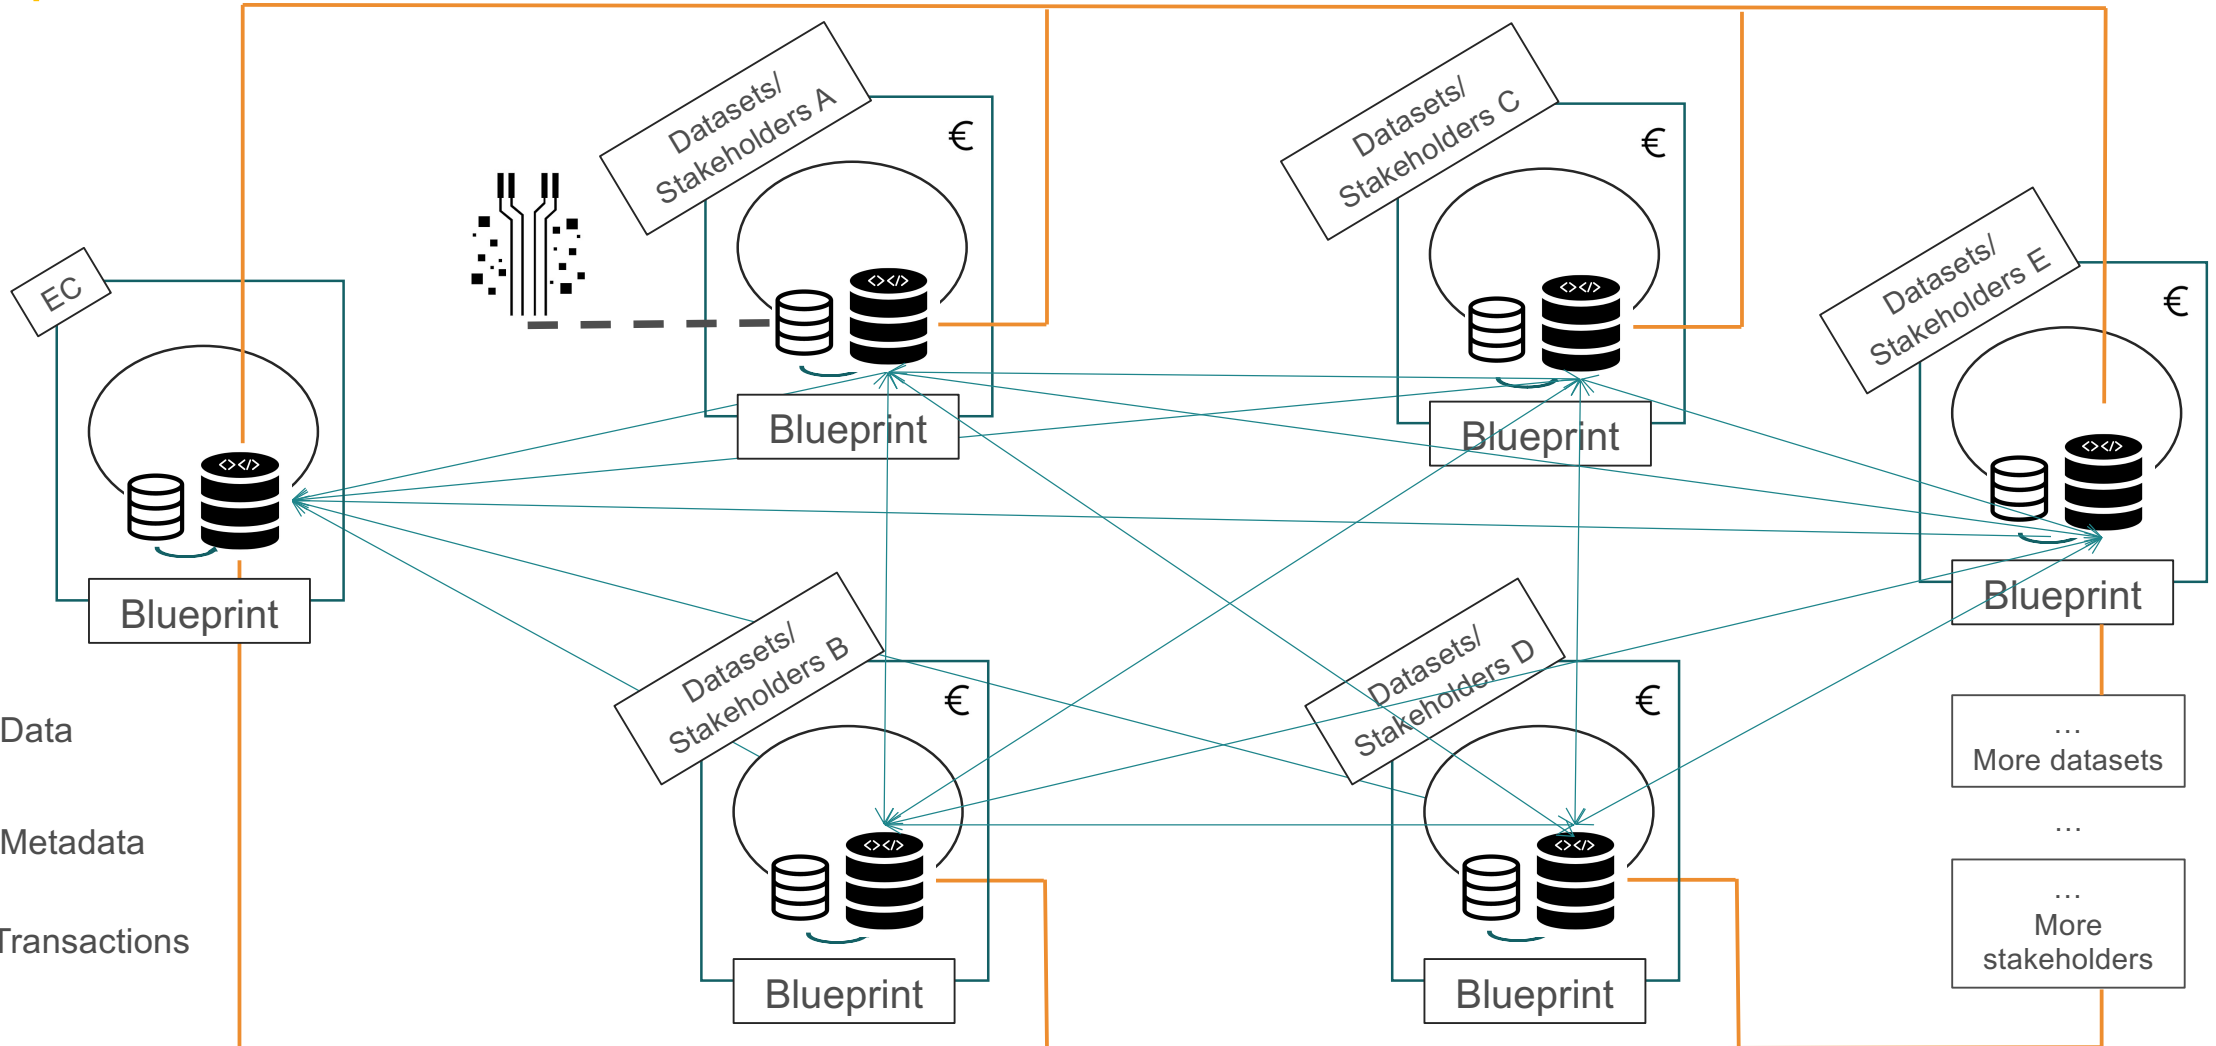 Datasets/
Stakeholders A
€
<></>
Blueprint
Datasets/
Stakeholders C
€
<></>
Blueprint
EC
<></>
Blueprint
Datasets/
Stakeholders E
€
<></>
Blueprint
Datasets/
Stakeholders B
€
<></>
Blueprint
Datasets/
Stakeholders D
€
<></>
Blueprint
...
More datasets
...
...
More
stakeholders
Data
Metadata
Transactions